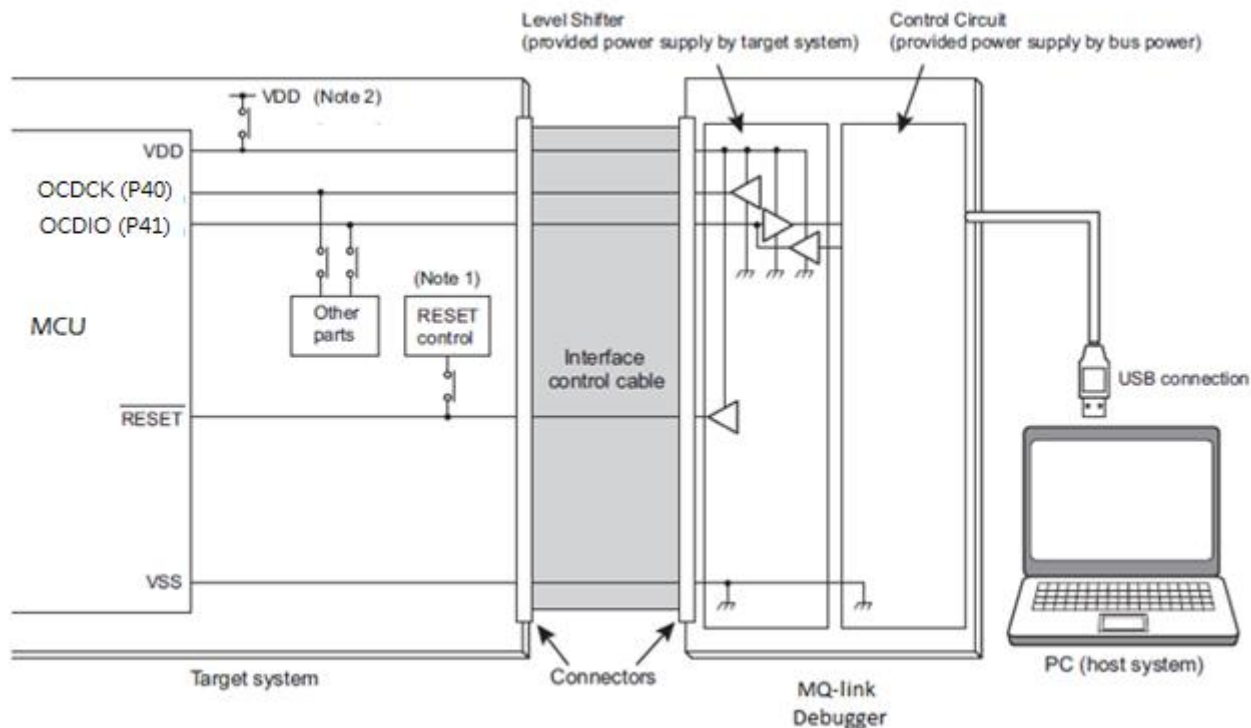 Level Shifter
(provided power supply by target system)
Control Circuit
(provided power supply by bus power)
VDD (Note 2)
VDD
OCDCK (P40)
OCDIO (P41)
(Note 1)
Other
parts
RESET
control
MCU
Interface
control cable
USB connection
RESET
VSS
Target system
Connectors
MQ-link
Debugger
PC (host system)